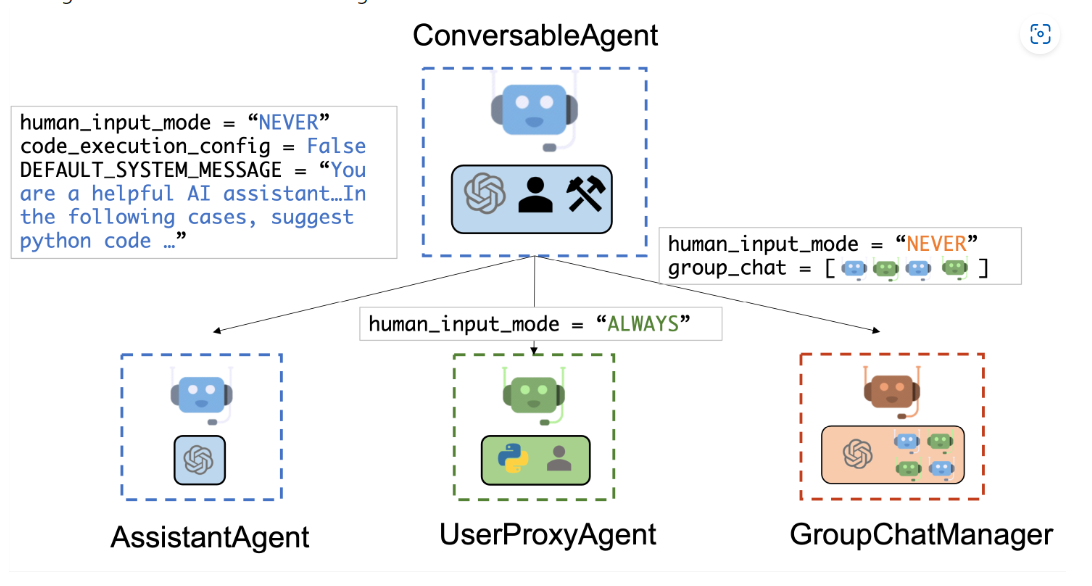 ConversableAgent
human_input_mode = “NEVER”
code_execution_config = False
DEFAULT_SYSTEM_MESSAGE = “You
are a helpful AI assistant…In
the following cases, suggest
python code …”
human_input_mode = “NEVER”
group_chat = [ ]
human_input_mode = “ALWAYS”
AssistantAgent
UserProxyAgent
GroupChatManager